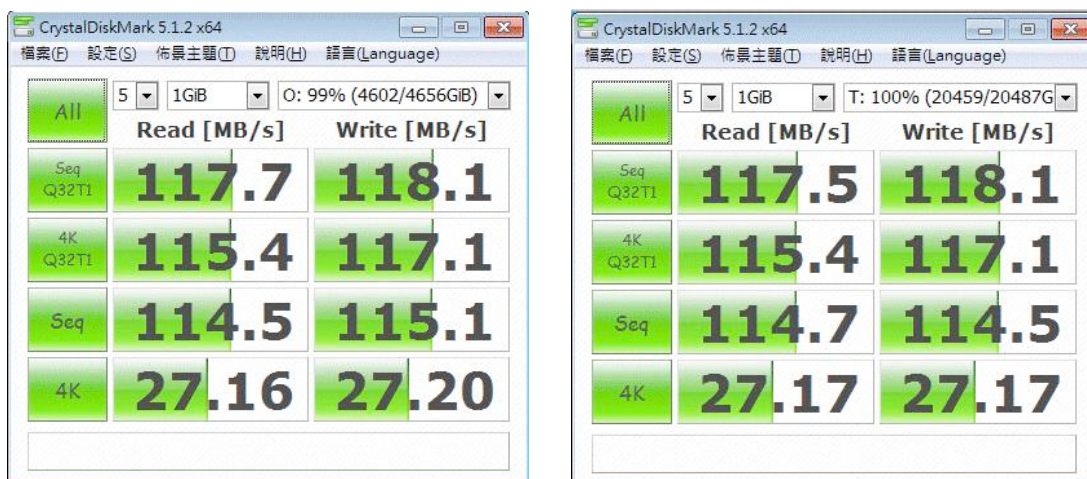 CrystalDiskMark 5.1.2 x64
檔案(F) 設定(S) 佈景主題(T) 說明(H) 語言(Language)
All 5 1GiB O: 99% (4602/4656GiB)
Read [MB/s] Write [MB/s]
Seq
Q32T1
117.7 118.1
4K
Q32T1
115.4 117.1
Seq 114.5 115.1
4K 27.16 27.20
CrystalDiskMark 5.1.2 x64
檔案(F) 設定(S) 佈景主題(T) 說明(H) 語言(Language)
All 5 1GiB T: 100% (20459/20487G
Read [MB/s] Write [MB/s]
Seq
Q32T1
117.5 118.1
4K
Q32T1
115.4 117.1
Seq 114.7 114.5
4K 27.17 27.17